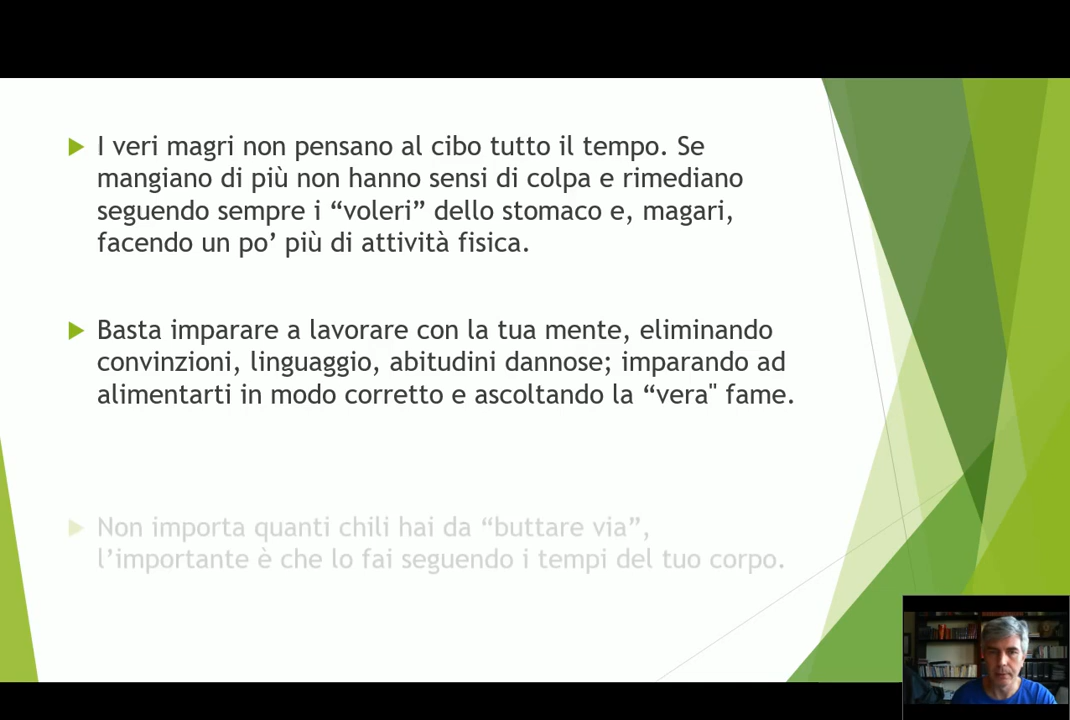 I veri magri non pensano al cibo tutto il tempo. Se
mangiano di più non hanno sensi di colpa e rimediano
seguendo sempre i “voleri” dello stomaco e, magari,
facendo un po’ più di attività fisica.
Basta imparare a lavorare con la tua mente, eliminando
convinzioni, linguaggio, abitudini dannose; imparando ad
alimentarti in modo corretto e ascoltando la “vera" fame.
Non importa quanti chili hai da “buttare via”,
l’importante è che lo fai seguendo i tempi del tuo corpo.